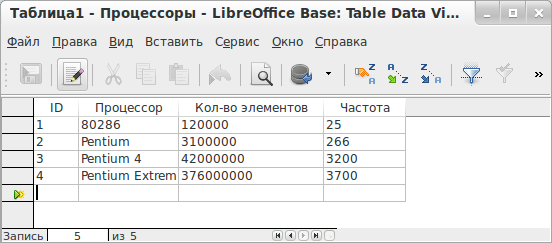 Таблица1 - Процессоры - LibreOffice Base: Table Data Vi...
Файл Правка Вид Вставить Сервис Окно Справка
ID Процессор Кол-во элементов Частота
1 80286 120000 25
2 Pentium 3100000 266
3 Pentium 4 42000000 3200
4 Pentium Extrem 376000000 3700
Запись 5 из 5